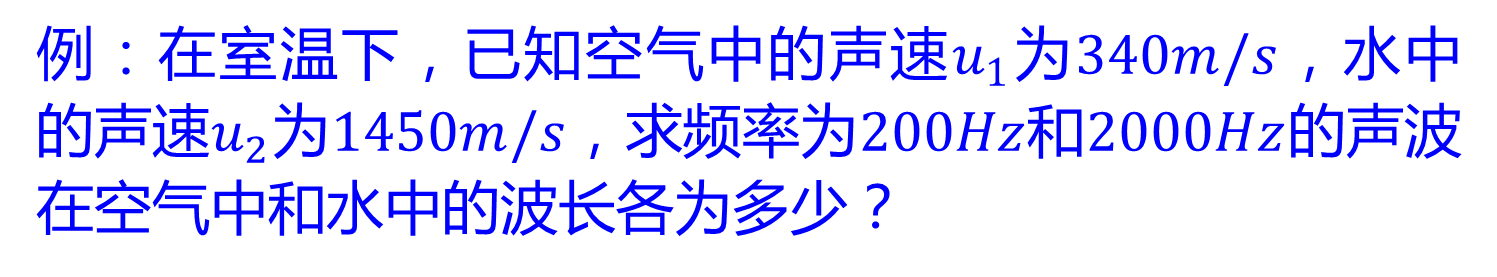 例：在室温下，已知空气中的声速u₁为340m/s，水中
的声速u₂为1450m/s，求频率为200Hz和2000Hz的声波
在空气中和水中的波长各为多少？